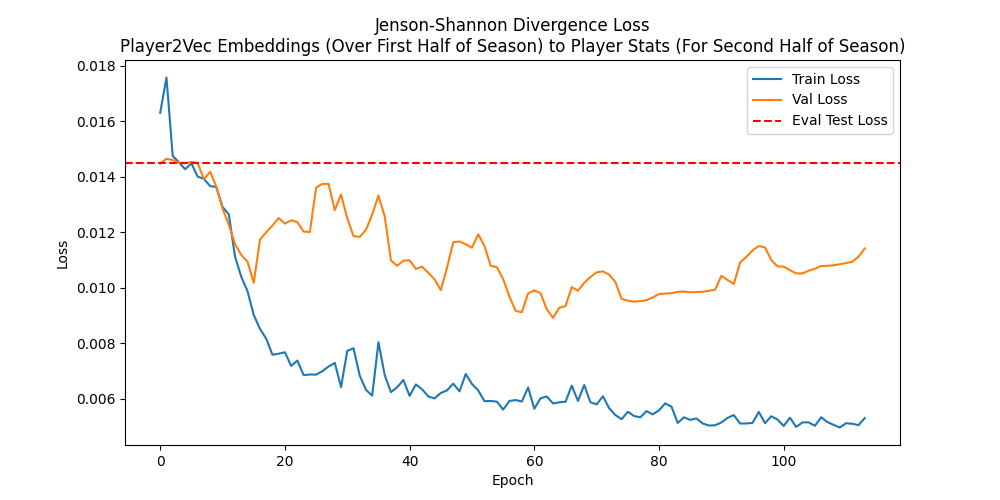 Jenson-Shannon Divergence Loss
Player2Vec Embeddings (Over First Half of Season) to Player Stats (For Second Half of Season)
0.018
0.016
0.014
0.012
0.010
0.008
0.006
Loss
Train Loss
Val Loss
Eval Test Loss
0
20
40
60
80
100
Epoch